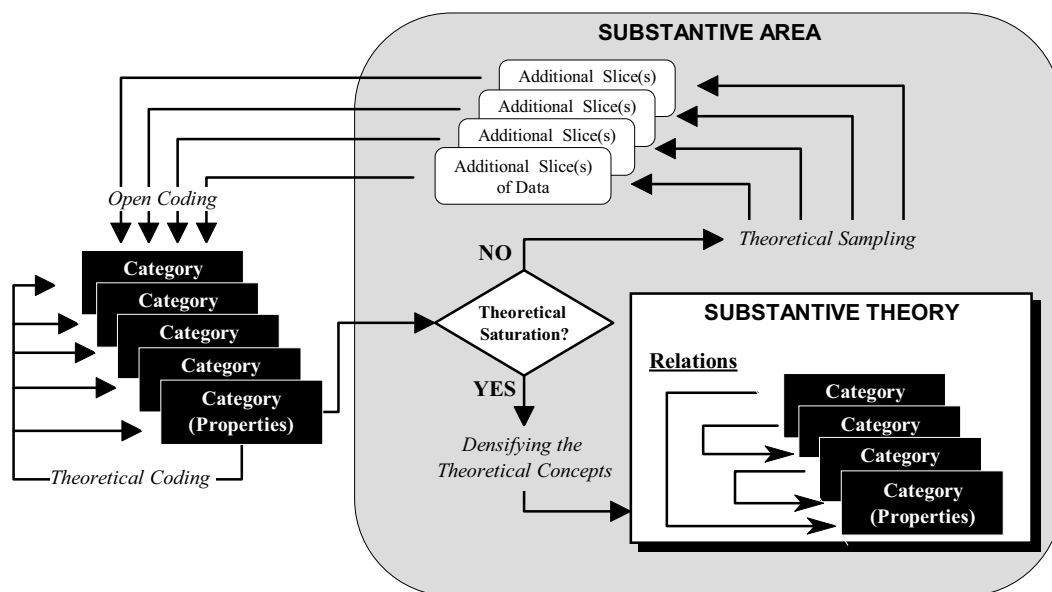 SUBSTANTIVE AREA
Additional Slice(s)
Additional Slice(s)
Additional Slice(s)
Additional Slice(s)
of Data
Open Coding
Theoretical Sampling
NO
Category
Category
Category
Category
Category
(Properties)
Theoretical Coding
Theoretical
Saturation?
YES
Densifying the
Theoretical Concepts
SUBSTANTIVE THEORY
Relations
Category
Category
Category
Category
(Properties)